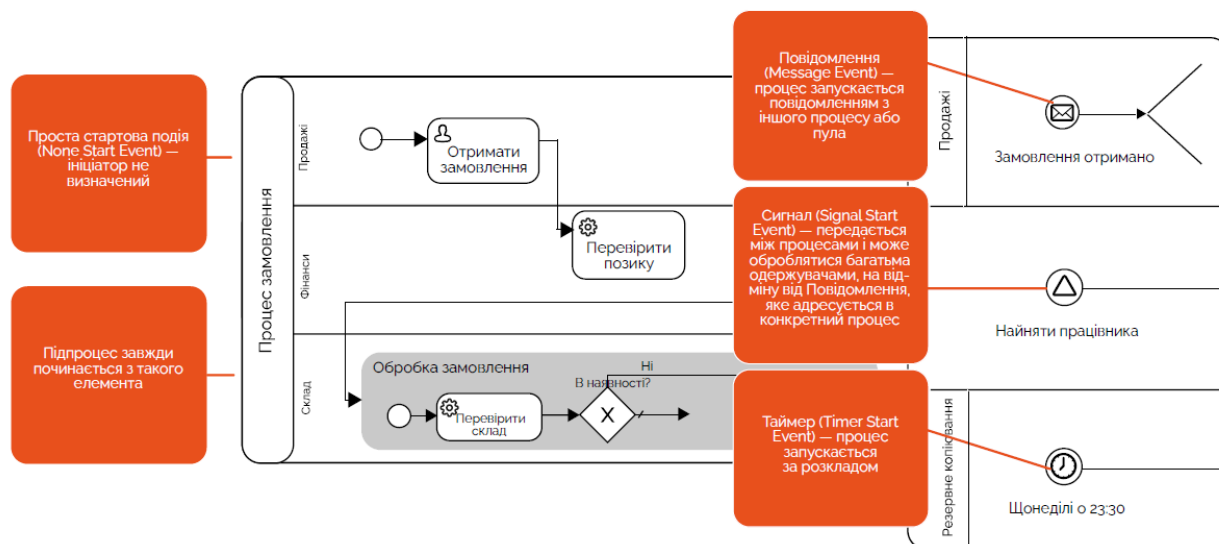 Проста стартова подія
(None Start Event) —
ініціатор не
визначений
Підпроцес завжди
починається з такого
елемента
Процес замовлення
Продажі
Отримати
замовлення
Фінанси
Перевірити
позику
Склад
Обробка замовлення
Перевірити
склад
Ні
В наявності?
X
Повідомлення
(Message Event) —
процес запускається
повідомленням з
іншого процесу або
пула
Сигнал (Signal Start
Event) — передається
між процесами і може
оброблятися багатьма
одержувачами, на від-
міну від Повідомлення,
яке адресується в
конкретний процес
Таймер (Timer Start
Event) — процес
запускається
за розкладом
Продажі
Замовлення отримано
Найняти працівника
Резервне копіювання
Щонеділі о 23:30